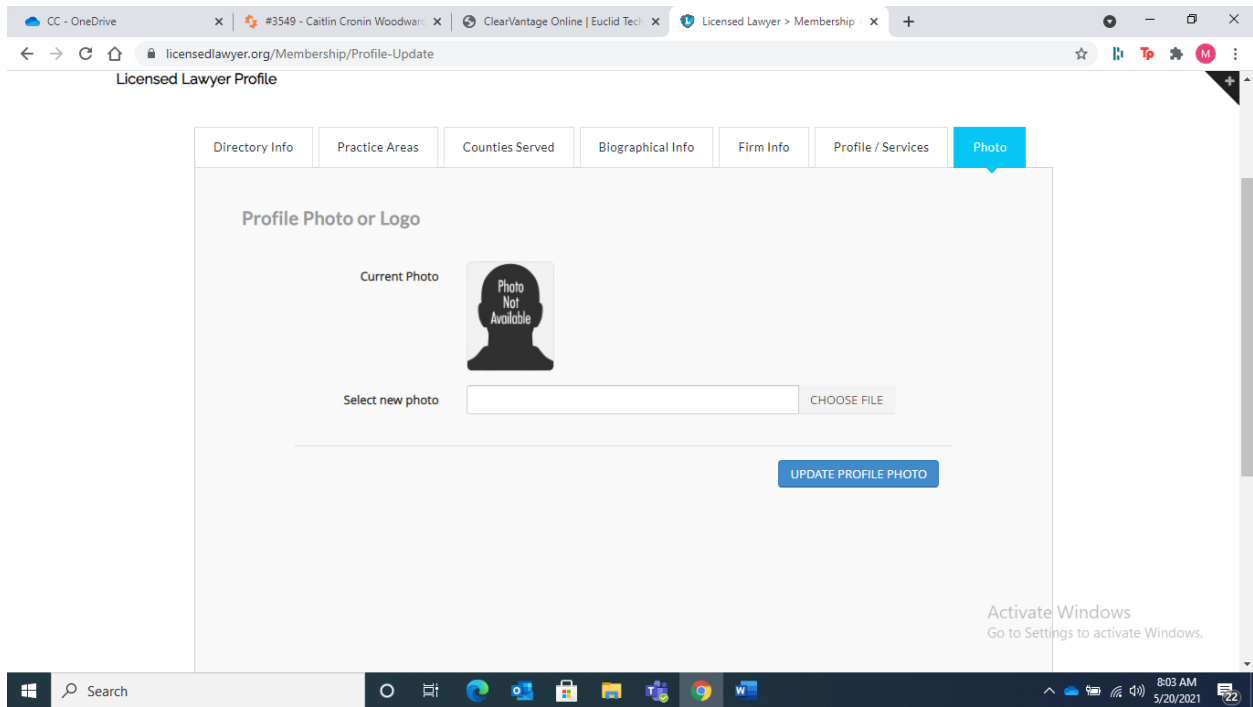 CC - OneDrive
#3549 - Caitlin Cronin Woodward
ClearVantage Online | Euclid Tech
Licensed Lawyer > Membership >
licensedlawyer.org/Membership/Profile-Update
M
Licensed Lawyer Profile
Directory Info
Practice Areas
Counties Served
Biographical Info
Firm Info
Profile / Services
Photo
Profile Photo or Logo
Current Photo
Photo
Not
Available
Select new photo
CHOOSE FILE
UPDATE PROFILE PHOTO
Activate Windows
Go to Settings to activate Windows.
Search
8:03 AM
5/20/2021
22